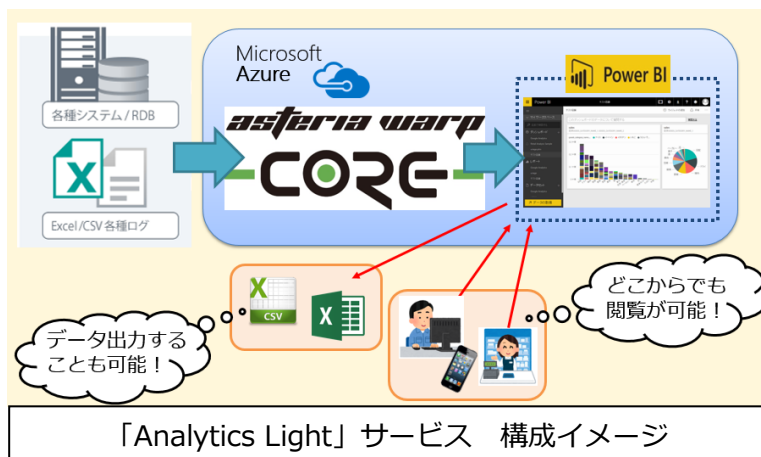 Microsoft
Azure
Power BI
各種システム / RDB
asteria warp
CORE
Power BI
X
Excel /CSV 各種ログ
どこからでも
閲覧が可能！
X
CSV
X
データ出力する
ことも可能！
「Analytics Light」サービス 構成イメージ